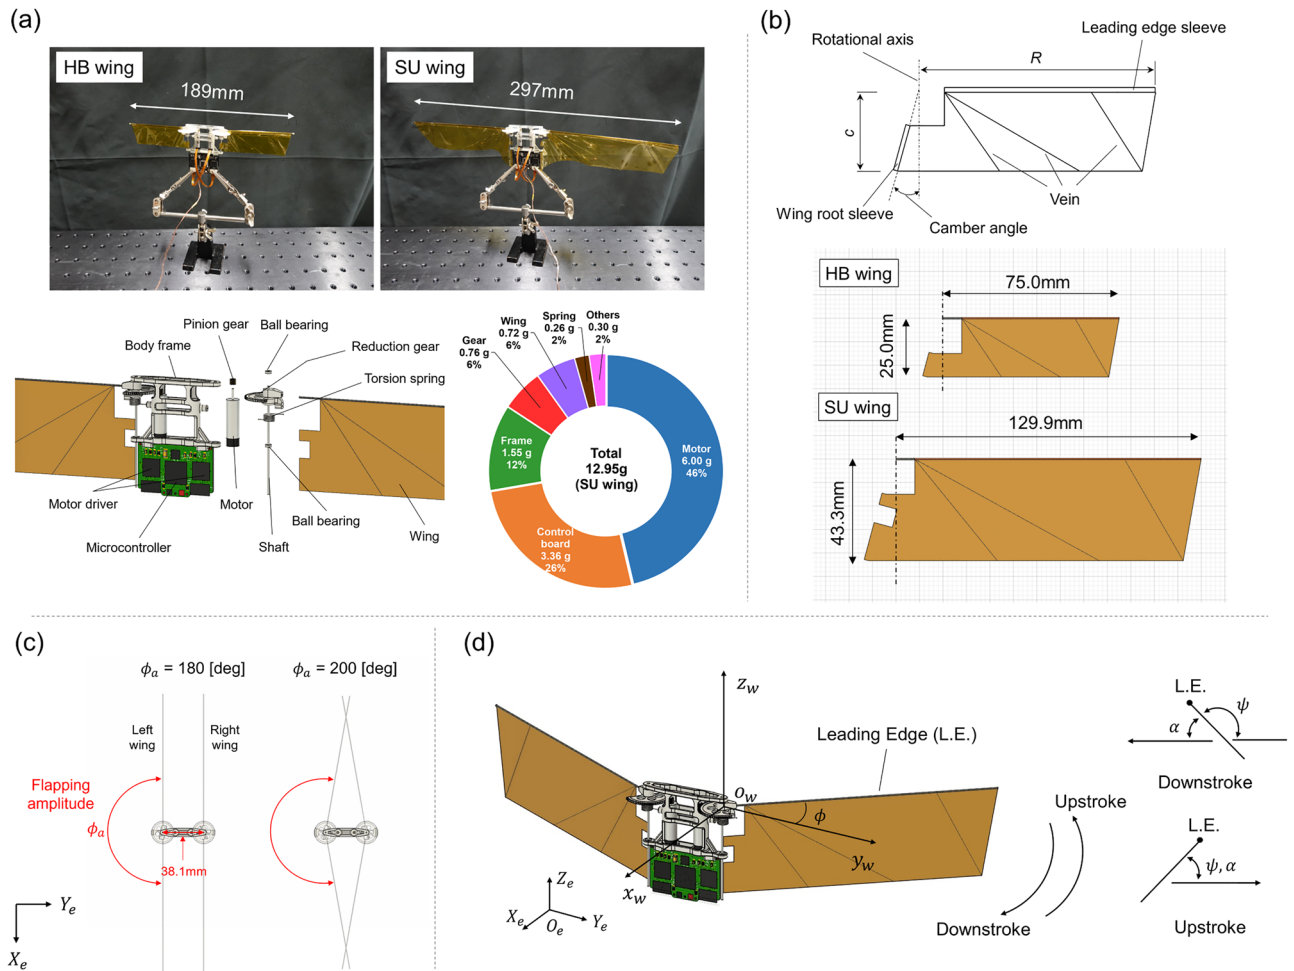 (a)
HB wing
189mm
SU wing
297mm
Pinion gear
Ball bearing
Body frame
Reduction gear
Torsion spring
Motor driver
Motor
Ball bearing
Microcontroller
Shaft
Wing
Wing
0.72 g
6%
Spring
0.26 g
2%
Others
0.30 g
2%
Gear
0.76 g
6%
Frame
1.55 g
12%
Total
12.95g
(SU wing)
Motor
6.00 g
46%
Control
board
3.36 g
26%
(b)
Rotational axis
Leading edge sleeve
R
c
Wing root sleeve
Vein
Camber angle
HB wing
75.0mm
25.0mm
SU wing
129.9mm
43.3mm
(c)
ϕₐ = 180 [deg]
ϕₐ = 200 [deg]
Left
wing
Right
wing
Flapping
amplitude
ϕₐ
38.1mm
Yₑ
Xₑ
(d)
z_w
Leading Edge (L.E.)
o_w
ϕ
y_w
x_w
Zₑ
Xₑ
Oₑ
Yₑ
L.E.
α
ψ
Downstroke
Upstroke
Downstroke
L.E.
ψ, α
Upstroke